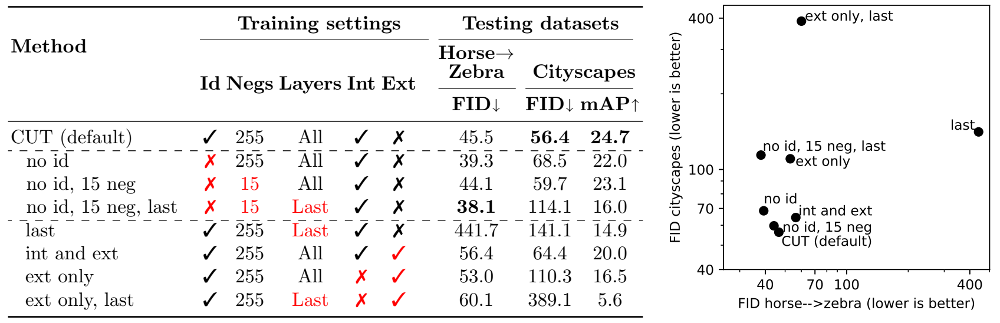 Training settings Testing datasets
Method
Horse→
Zebra Cityscapes
Id Negs Layers Int Ext
FID↓ FID↓ mAP↑
CUT (default) ✓ 255 All ✓ ✗ 45.5 56.4 24.7
no id ✗ 255 All ✓ ✗ 39.3 68.5 22.0
no id, 15 neg ✗ 15 All ✓ ✗ 44.1 59.7 23.1
no id, 15 neg, last ✗ 15 Last ✓ ✗ 38.1 114.1 16.0
last ✓ 255 Last ✓ ✗ 441.7 141.1 14.9
int and ext ✓ 255 All ✓ ✓ 56.4 64.4 20.0
ext only ✓ 255 All ✗ ✓ 53.0 110.3 16.5
ext only, last ✓ 255 Last ✗ ✓ 60.1 389.1 5.6
FID cityscapes (lower is better)
400
100
70
40
ext only, last
last
no id, 15 neg, last
ext only
no id
int and ext
no id, 15 neg
CUT (default)
40 70 100 400
FID horse-->zebra (lower is better)